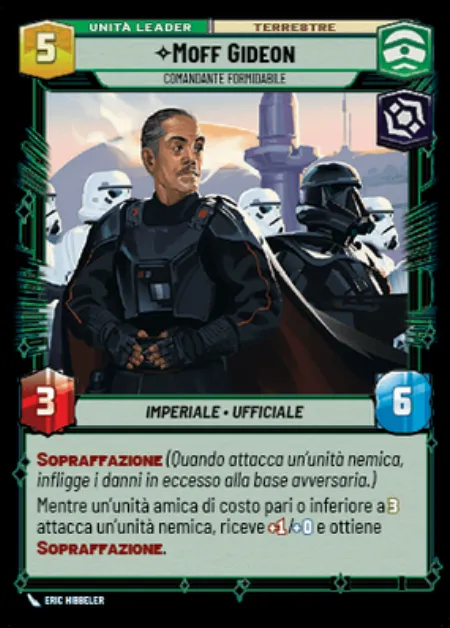 UNITÀ LEADER
TERRESTRE
5
MOFF GIDEON
COMANDANTE FORMIDABILE
3
IMPERIALE • UFFICIALE
6
SOPRAFFAZIONE (Quando attacca un'unità nemica,
infligge i danni in eccesso alla base avversaria.)
Mentre un'unità amica di costo pari o inferiore a 3
attacca un'unità nemica, riceve +1/+0 e ottiene
SOPRAFFAZIONE.
ERIC HIBBELER